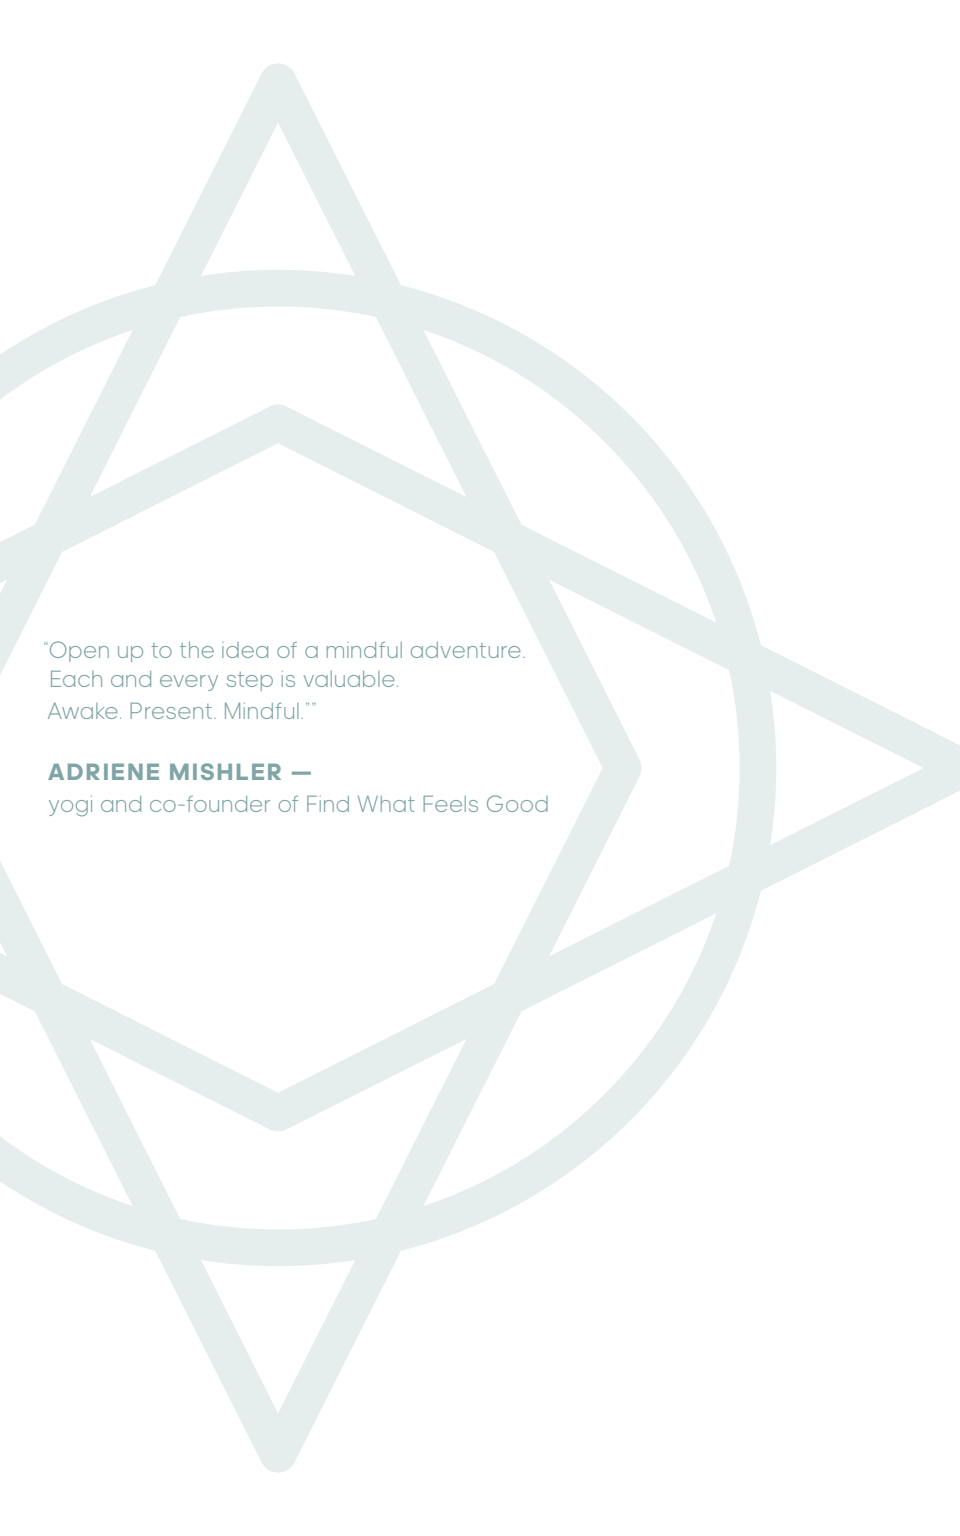 “Open up to the idea of a mindful adventure.
Each and every step is valuable.
Awake. Present. Mindful.””
ADRIENE MISHLER —
yogi and co-founder of Find What Feels Good